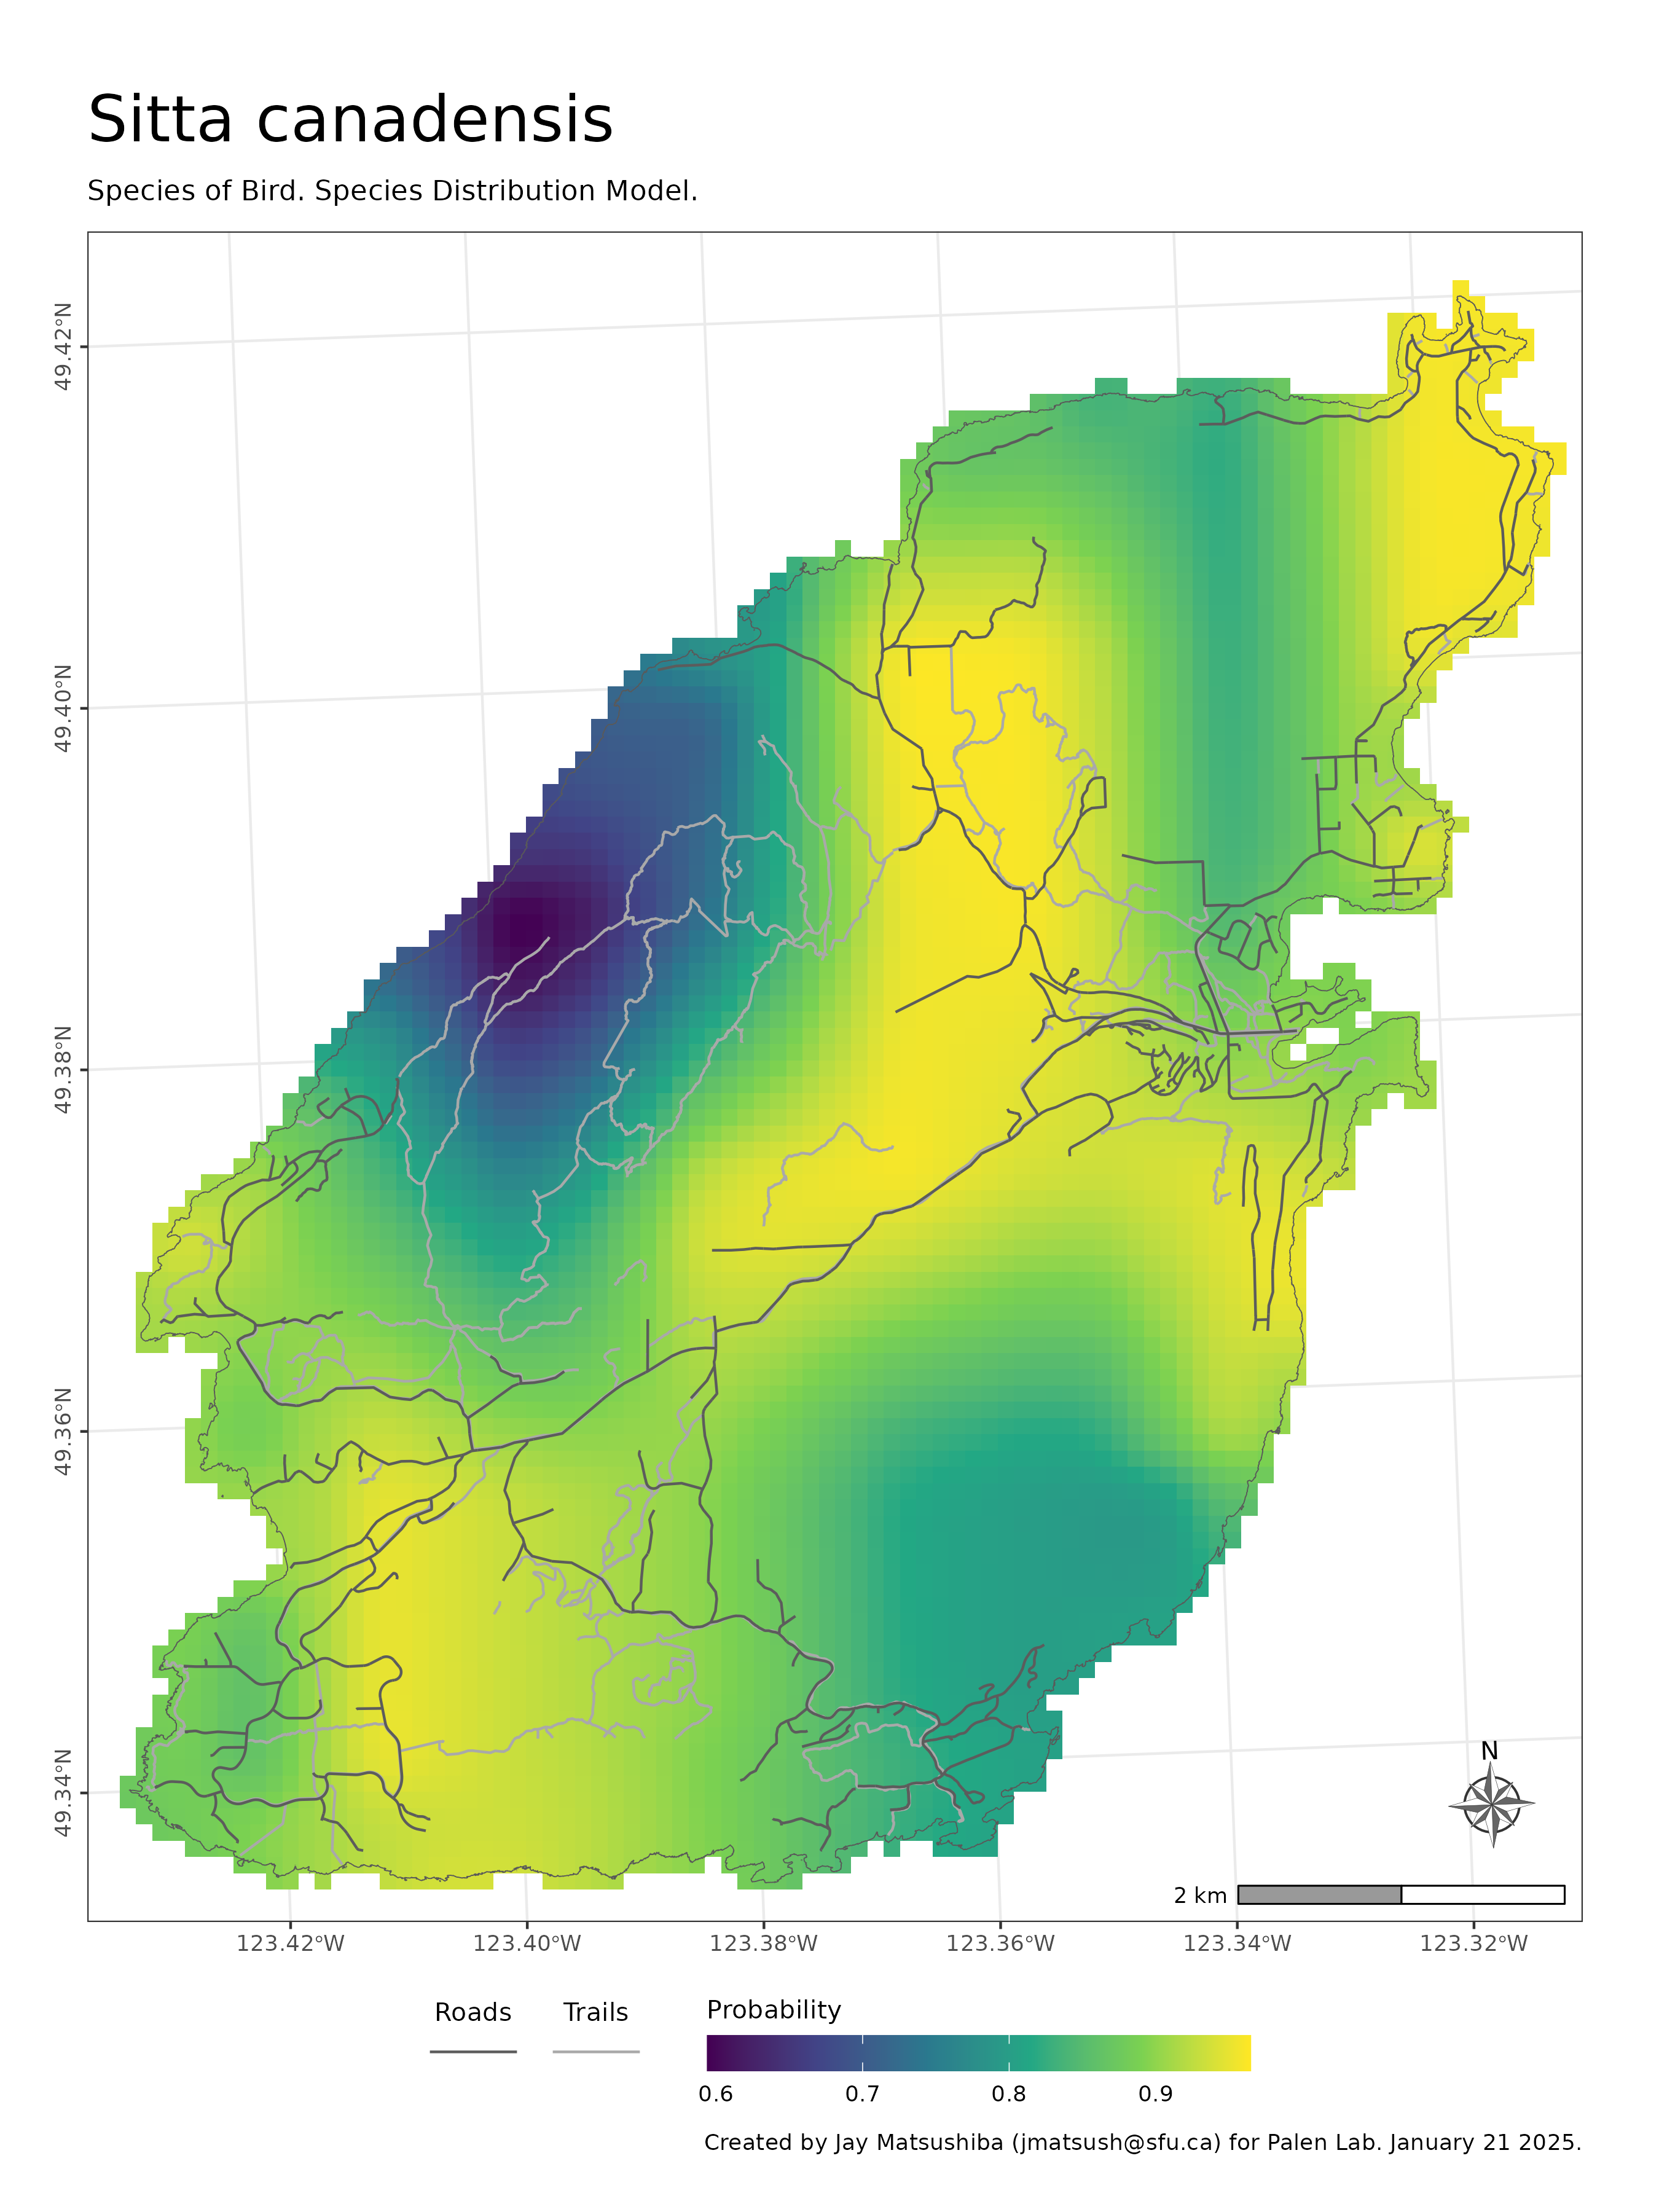 Sitta canadensis
Species of Bird. Species Distribution Model.
49.42°N
49.40°N
49.38°N
49.36°N
49.34°N
N
2 km
123.42°W 123.40°W 123.38°W 123.36°W 123.34°W 123.32°W
Roads Trails Probability
0.6 0.7 0.8 0.9
Created by Jay Matsushiba (jmatsush@sfu.ca) for Palen Lab. January 21 2025.